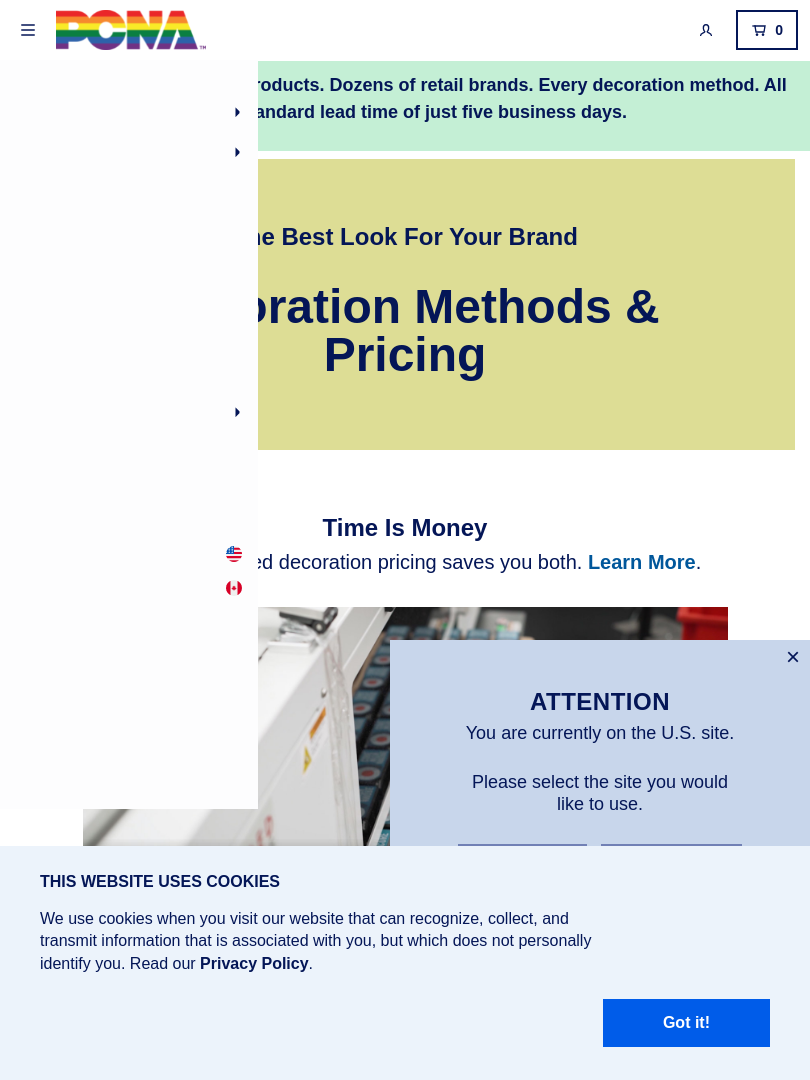 PCNA™
0
roducts. Dozens of retail brands. Every decoration method. All
andard lead time of just five business days.
e Best Look For Your Brand
oration Methods &
Pricing
Time Is Money
ed decoration pricing saves you both. Learn More.
×
ATTENTION
You are currently on the U.S. site.
Please select the site you would
like to use.
THIS WEBSITE USES COOKIES
We use cookies when you visit our website that can recognize, collect, and
transmit information that is associated with you, but which does not personally
identify you. Read our Privacy Policy.
Got it!